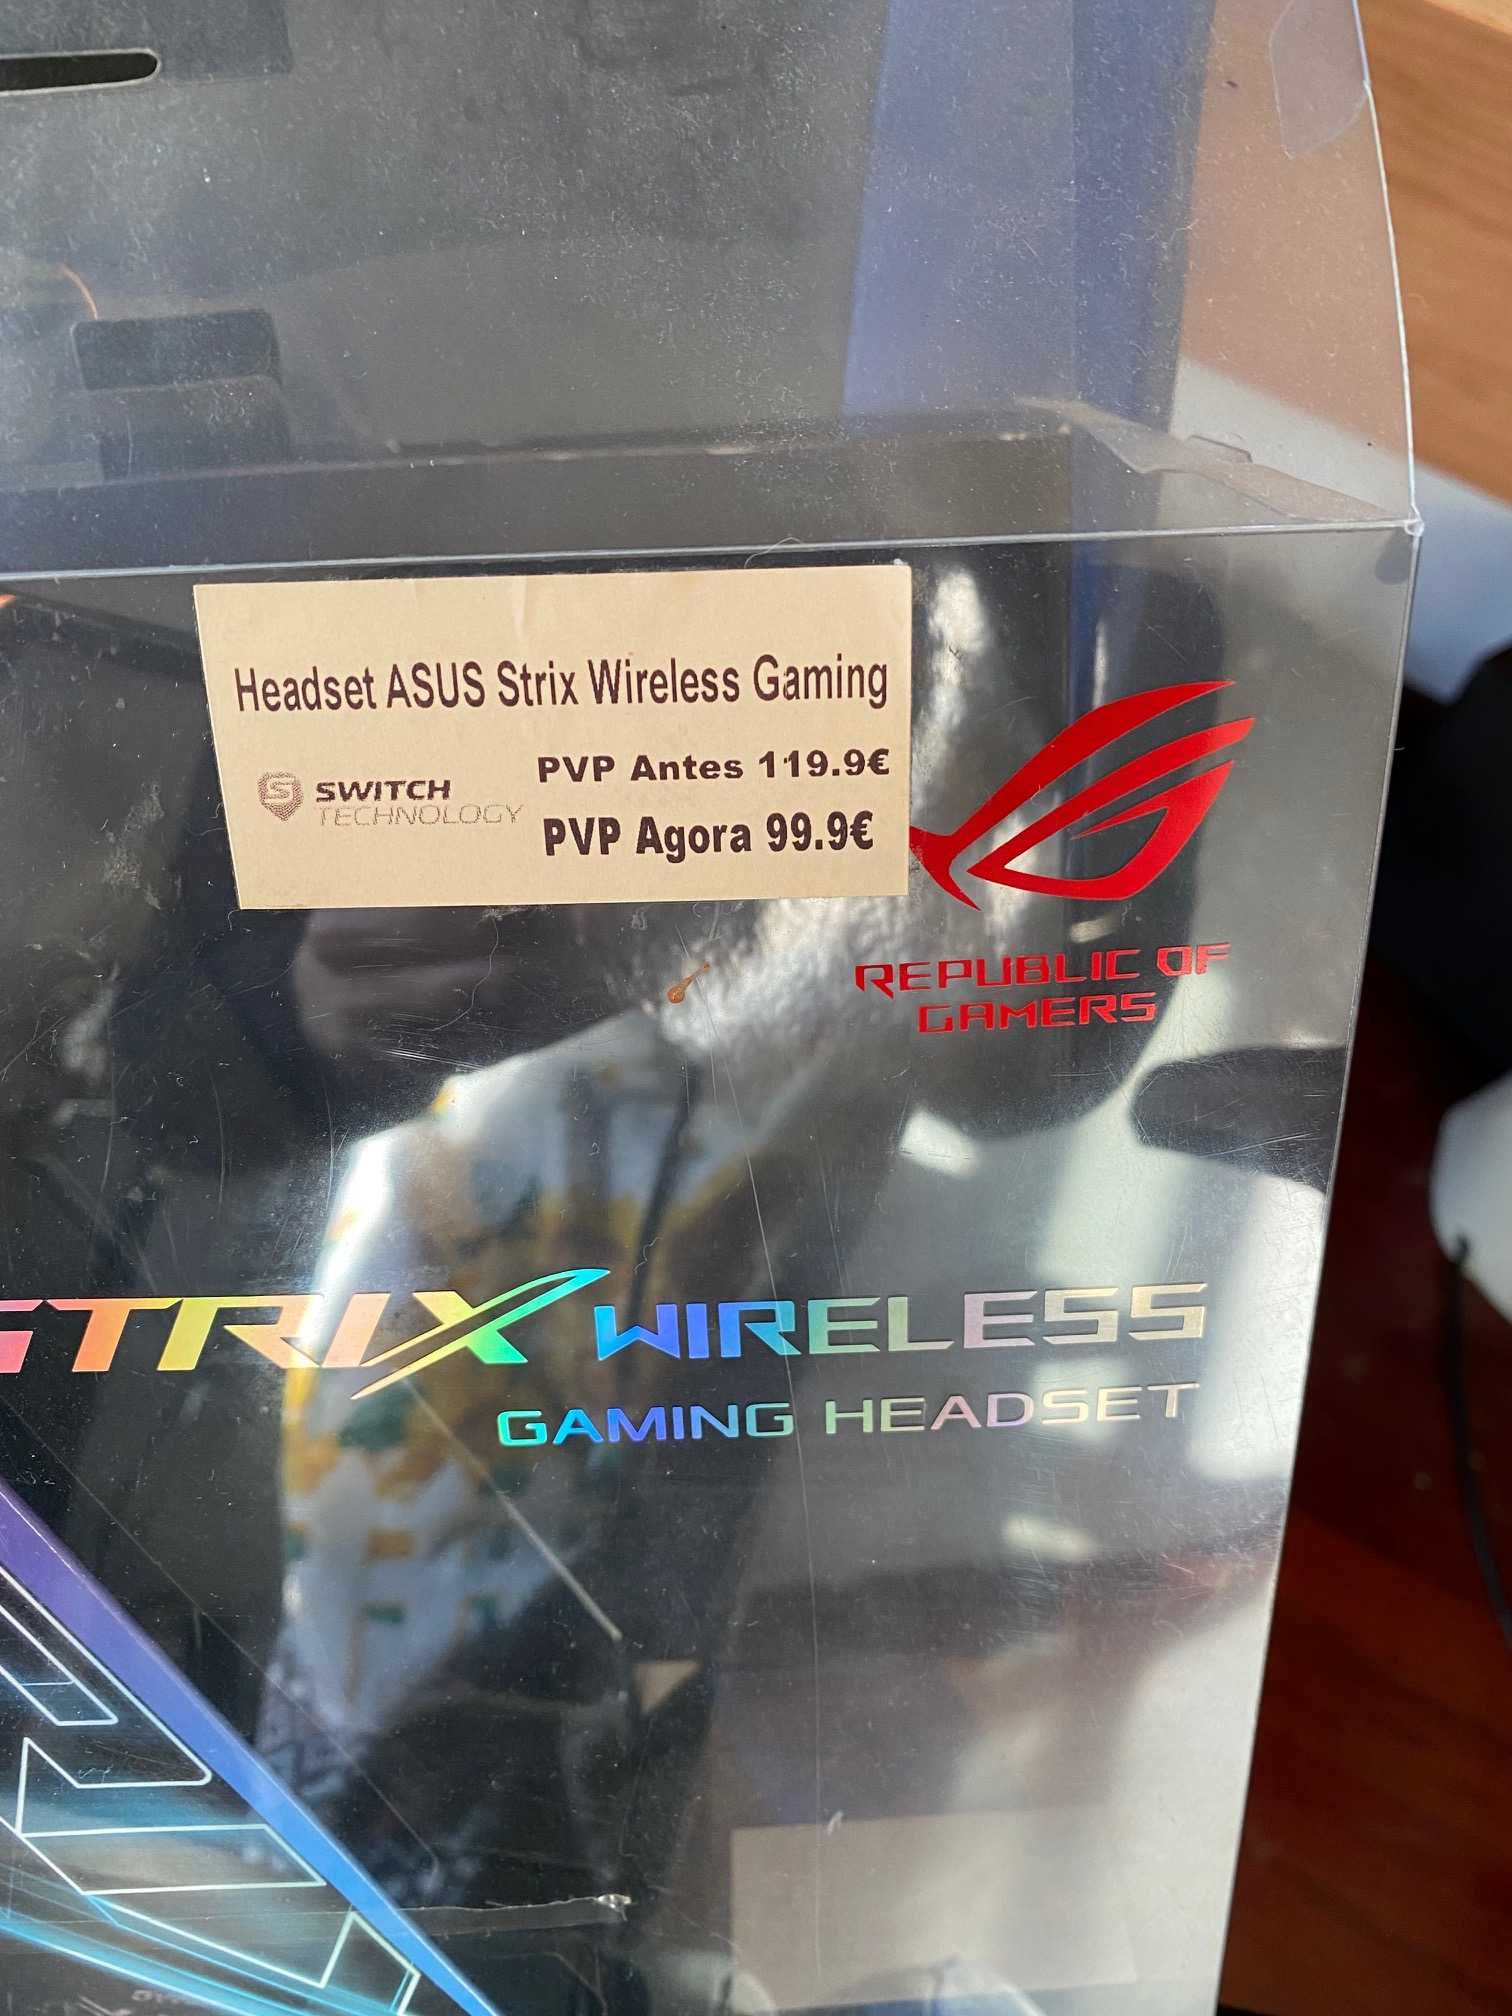 Headset ASUS Strix Wireless Gaming
SWITCH
TECHNOLOGY
PVP Antes 119.9€
PVP Agora 99.9€
REPUBLIC OF
GAMERS
STRIX WIRELESS
GAMING HEADSET